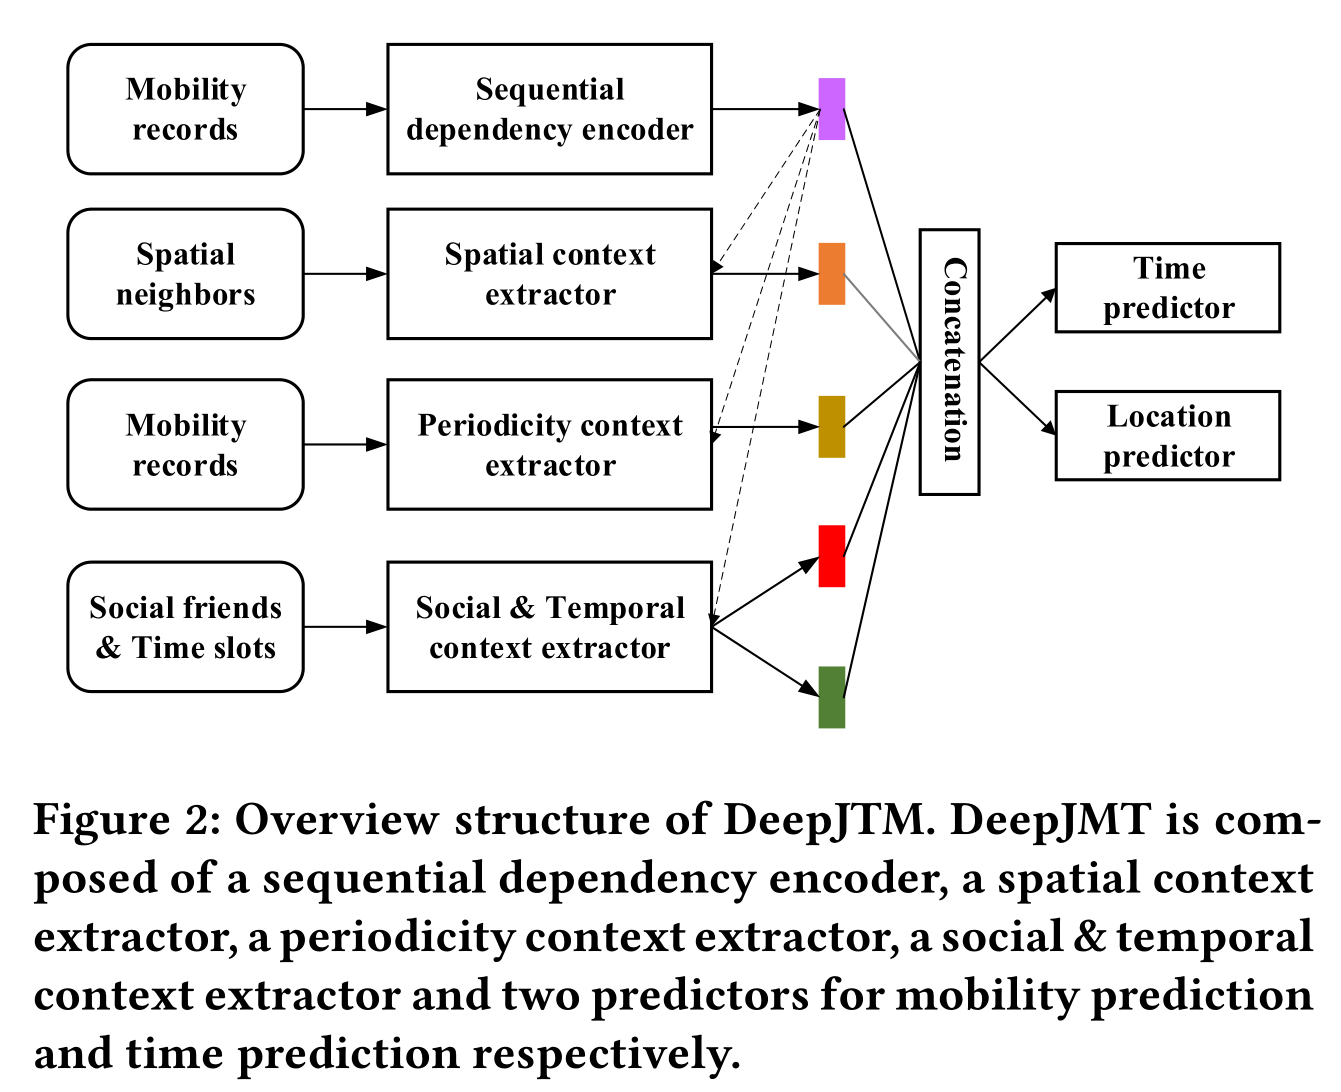 Mobility
records
Sequential
dependency encoder
Spatial
neighbors
Spatial context
extractor
Mobility
records
Periodicity context
extractor
Social friends
& Time slots
Social & Temporal
context extractor
Concatenation
Time
predictor
Location
predictor
Figure 2: Overview structure of DeepJTM. DeepJMT is com-
posed of a sequential dependency encoder, a spatial context
extractor, a periodicity context extractor, a social & temporal
context extractor and two predictors for mobility prediction
and time prediction respectively.